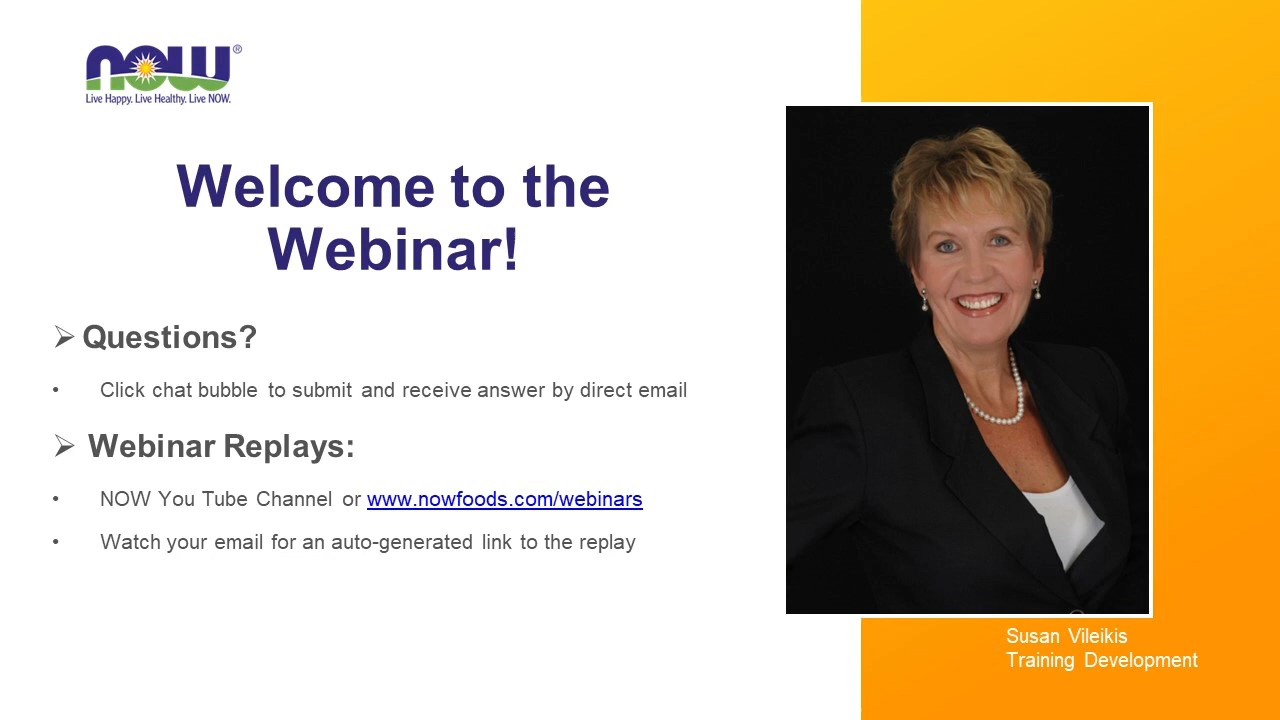 now®
Live Happy. Live Healthy. Live NOW.
Welcome to the
Webinar!
➢ Questions?
• Click chat bubble to submit and receive answer by direct email
➢ Webinar Replays:
• NOW You Tube Channel or www.nowfoods.com/webinars
• Watch your email for an auto-generated link to the replay
Susan Vileikis
Training Development